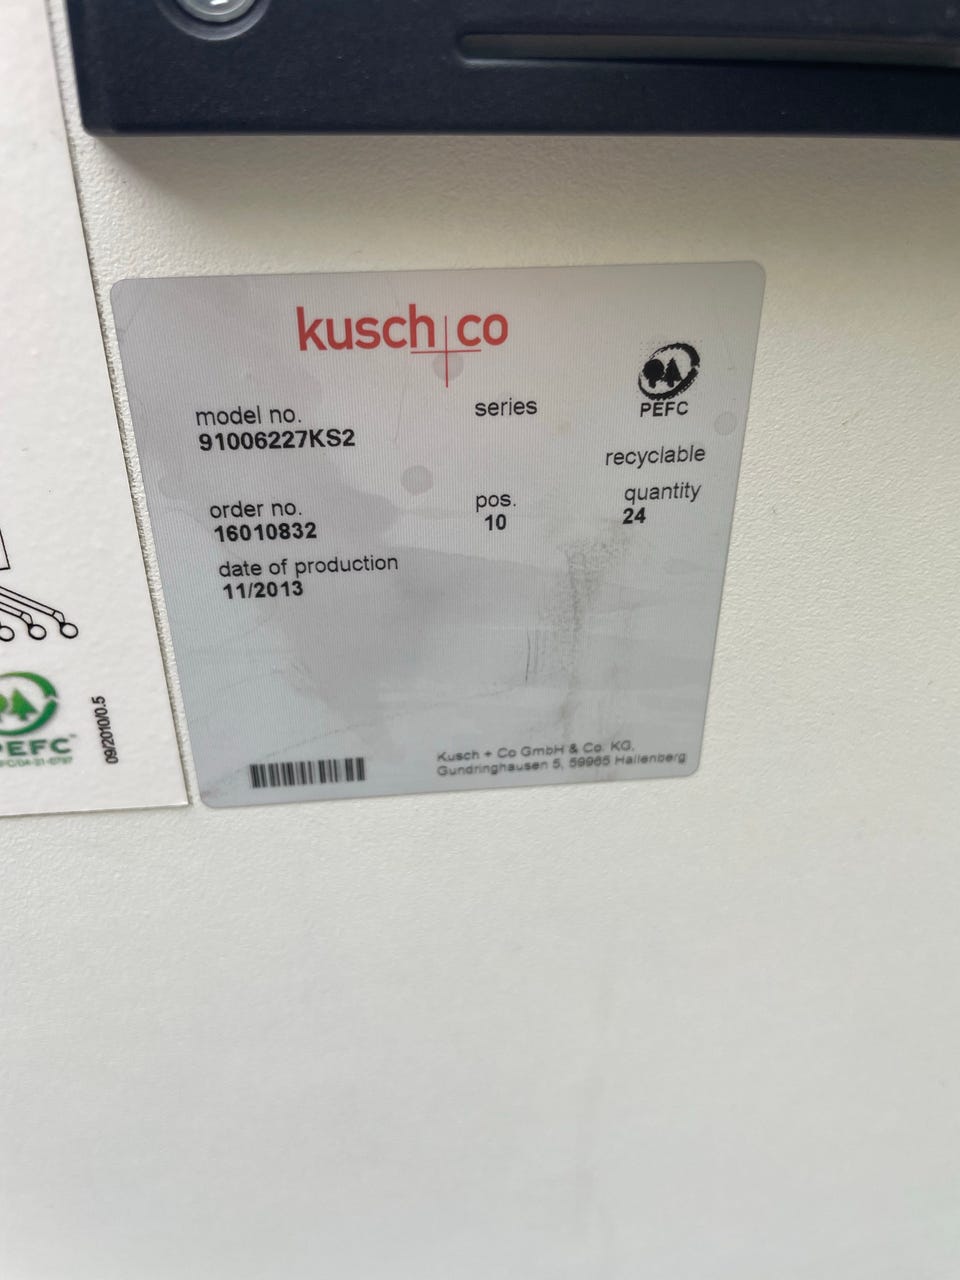 kusch+co
model no.
91006227KS2
series
PEFC
recyclable
order no.
16010832
pos.
10
quantity
24
date of production
11/2013
Kusch + Co GmbH & Co. KG,
Gundringhausen 5, 59965 Hallenberg
PEFC
09/2010/0.5